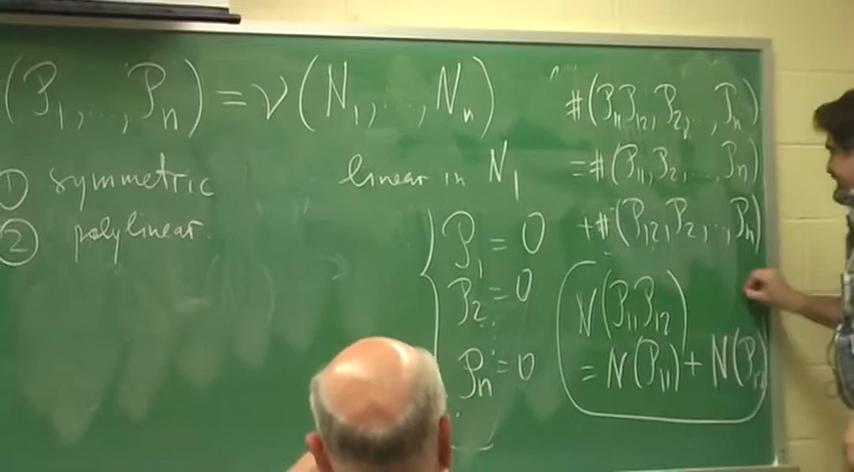 (P₁,...,Pₙ) = ν(N₁,...,Nₙ)
① symmetric
② polylinear.
linear in N₁
{ P₁ = 0
P₂ = 0
⋮
Pₙ = 0
#(P₁₁P₁₂, P₂,...,Pₙ)
= #(P₁₁, P₂,...,Pₙ)
+ #(P₁₂, P₂,...,Pₙ)
N(P₁₁P₁₂)
= N(P₁₁) + N(P₁₂)